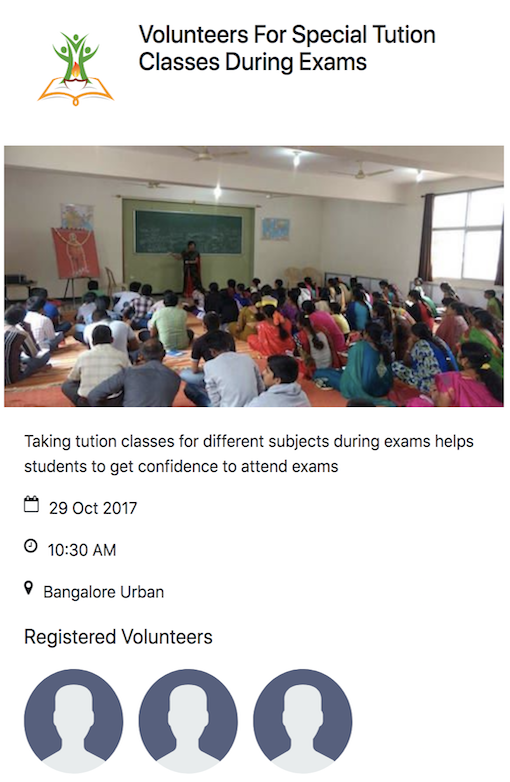 Volunteers For Special Tution
Classes During Exams
Taking tution classes for different subjects during exams helps
students to get confidence to attend exams
29 Oct 2017
10:30 AM
Bangalore Urban
Registered Volunteers